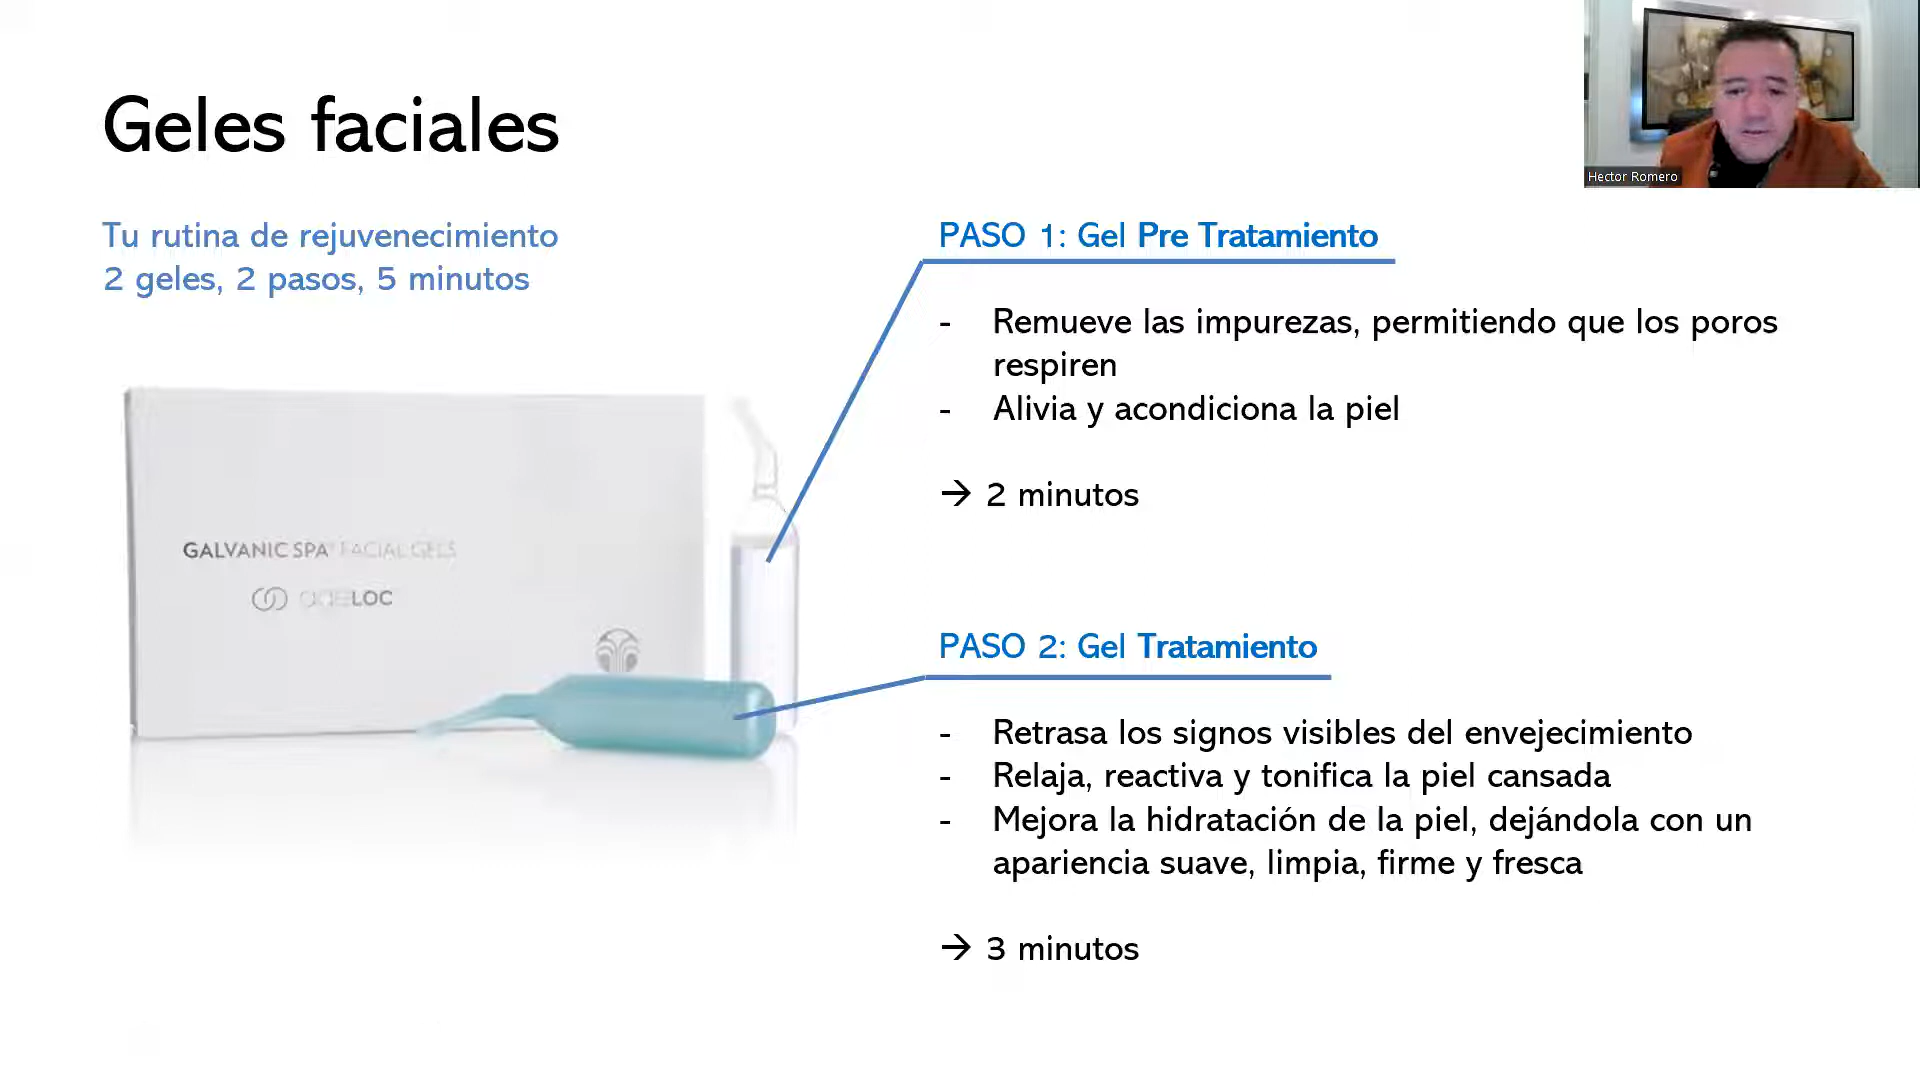 Geles faciales
Hector Romero
Tu rutina de rejuvenecimiento
2 geles, 2 pasos, 5 minutos
GALVANIC SPA® FACIAL GELS
ageLOC
PASO 1: Gel Pre Tratamiento
- Remueve las impurezas, permitiendo que los poros
respiren
- Alivia y acondiciona la piel
→ 2 minutos
PASO 2: Gel Tratamiento
- Retrasa los signos visibles del envejecimiento
- Relaja, reactiva y tonifica la piel cansada
- Mejora la hidratación de la piel, dejándola con un
apariencia suave, limpia, firme y fresca
→ 3 minutos